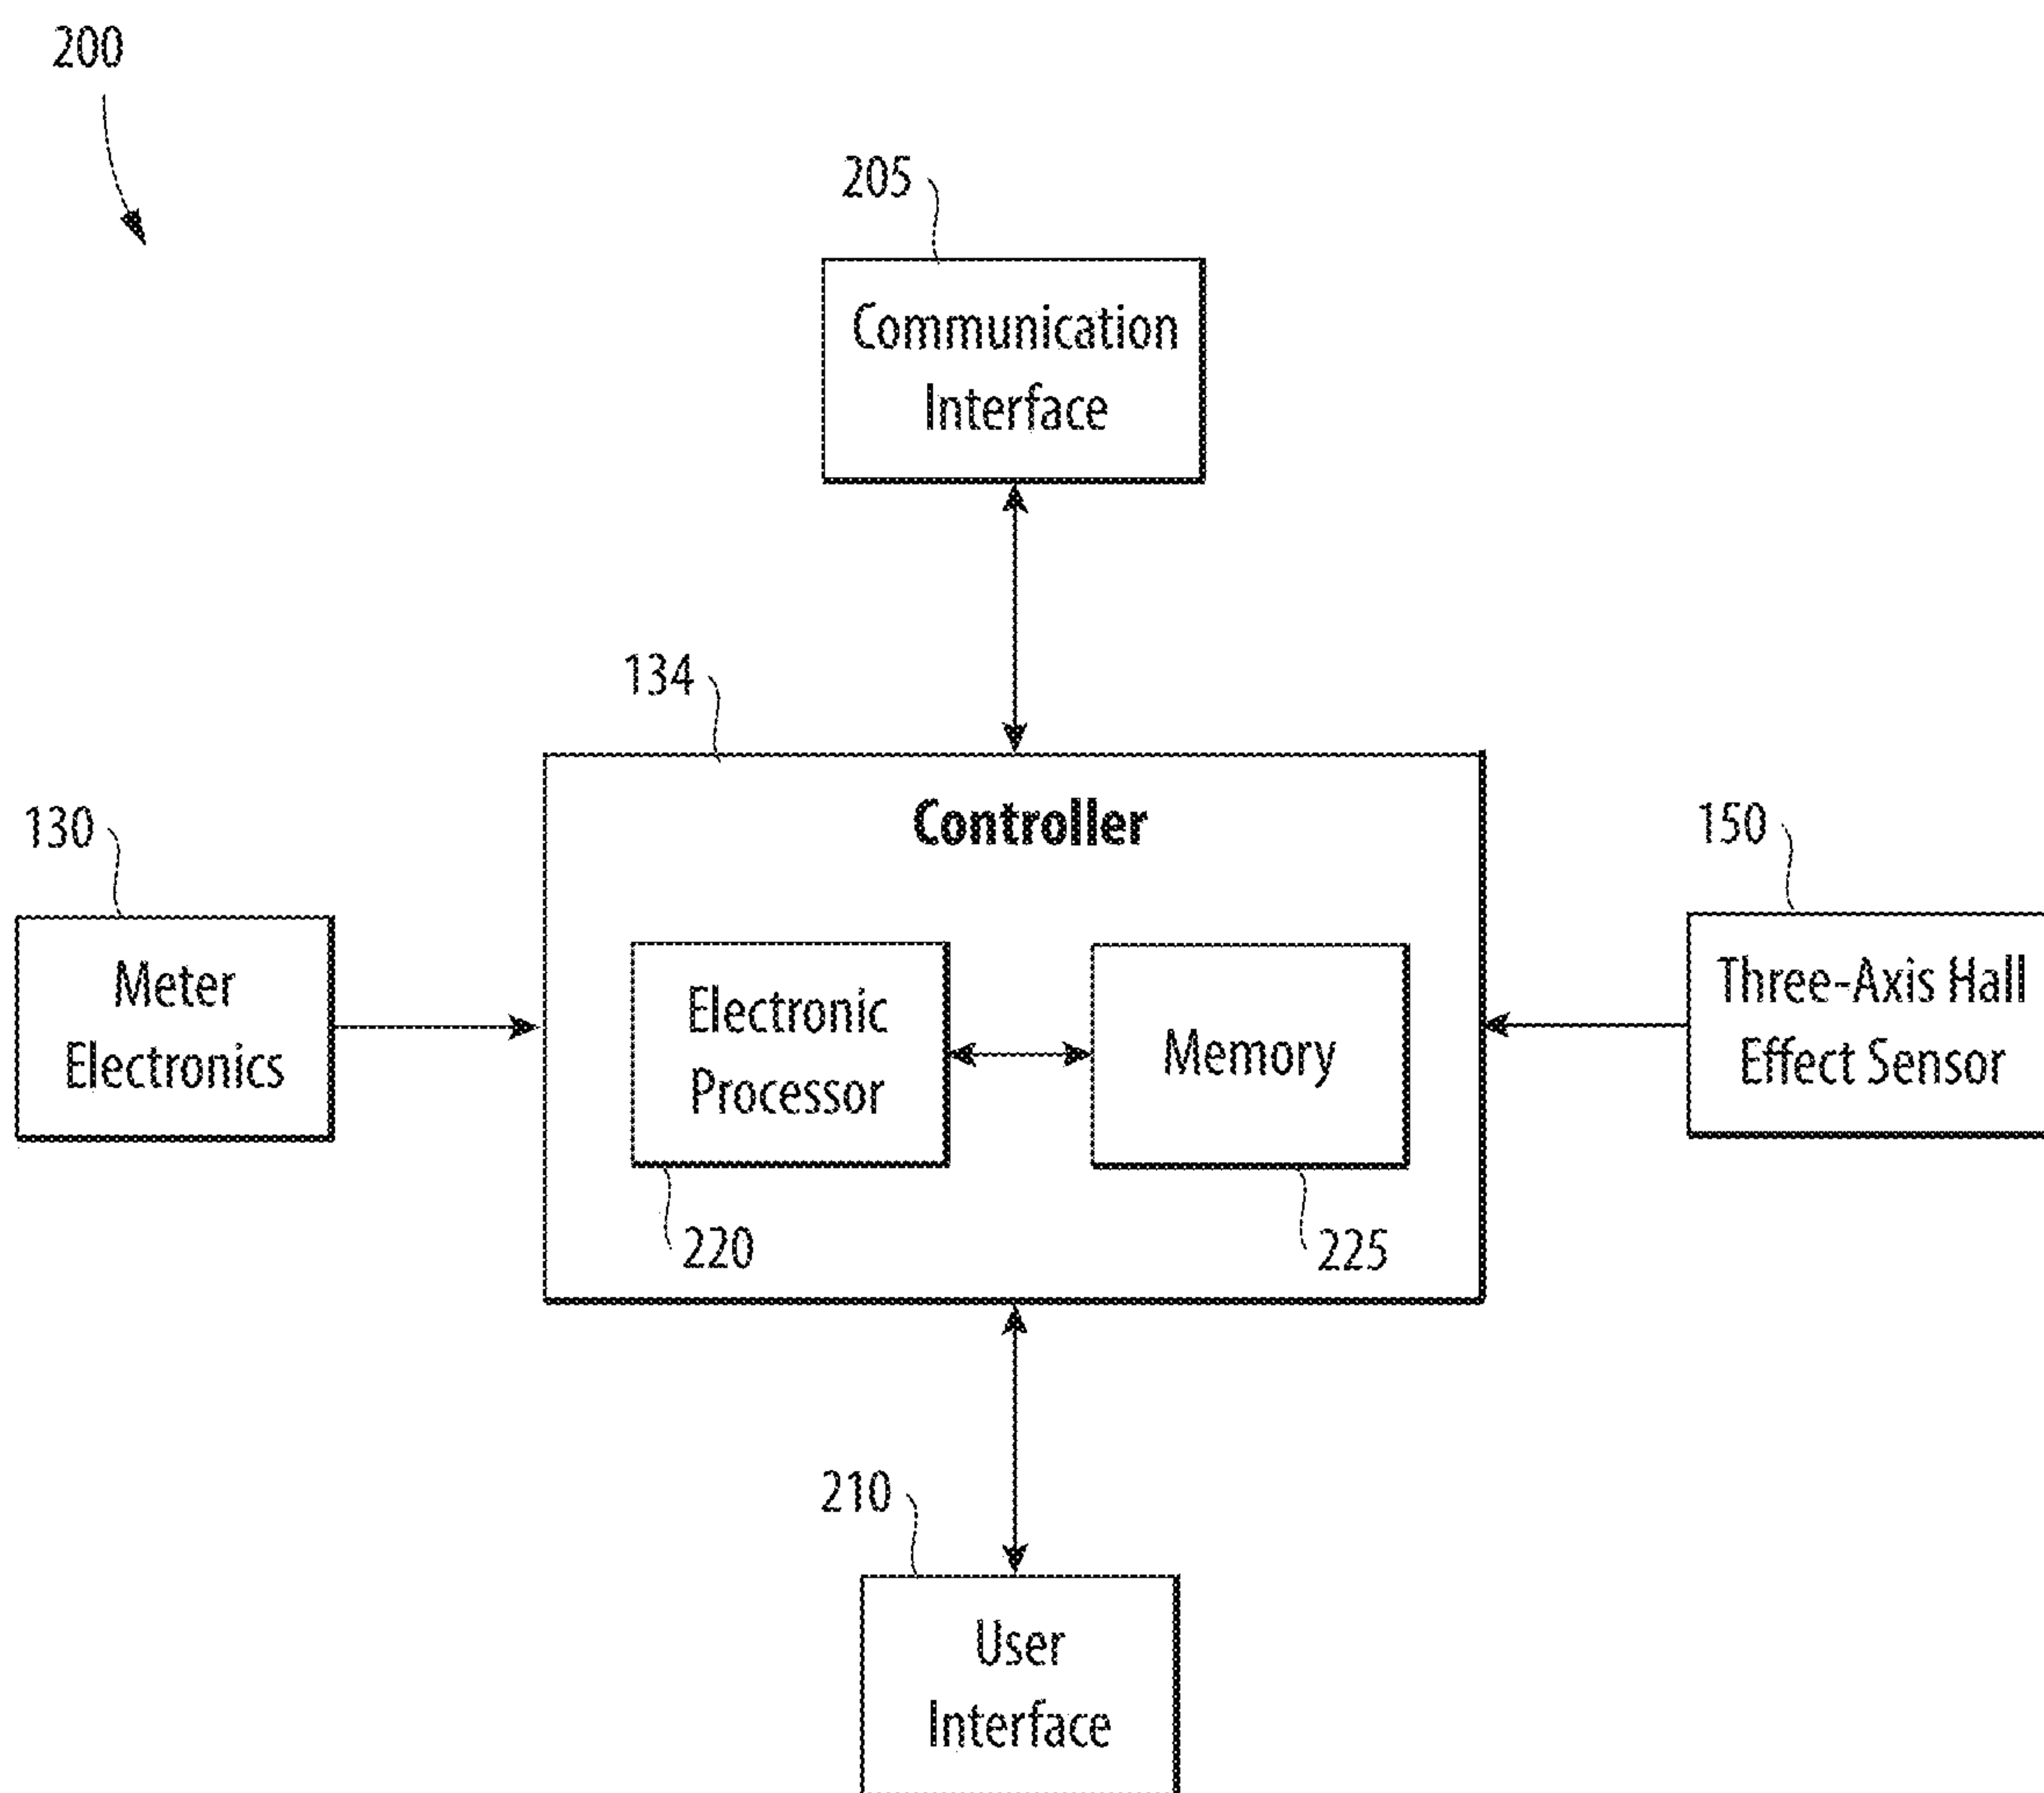 200
205
Communication
Interface
134
Controller
130
Meter
Electronics
Electronic
Processor
220
Memory
225
150
Three-Axis Hall
Effect Sensor
210
User
Interface